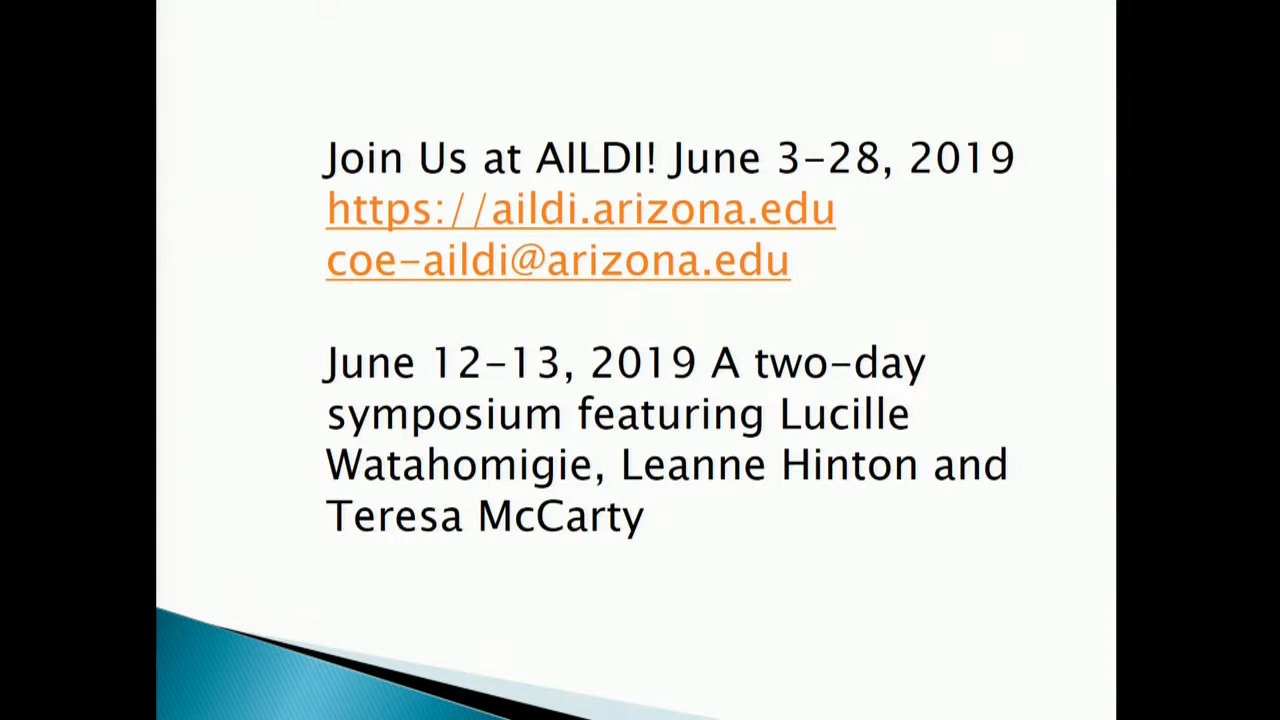 Join Us at AILDI! June 3-28, 2019
https://aildi.arizona.edu
coe-aildi@arizona.edu
June 12-13, 2019 A two-day
symposium featuring Lucille
Watahomigie, Leanne Hinton and
Teresa McCarty